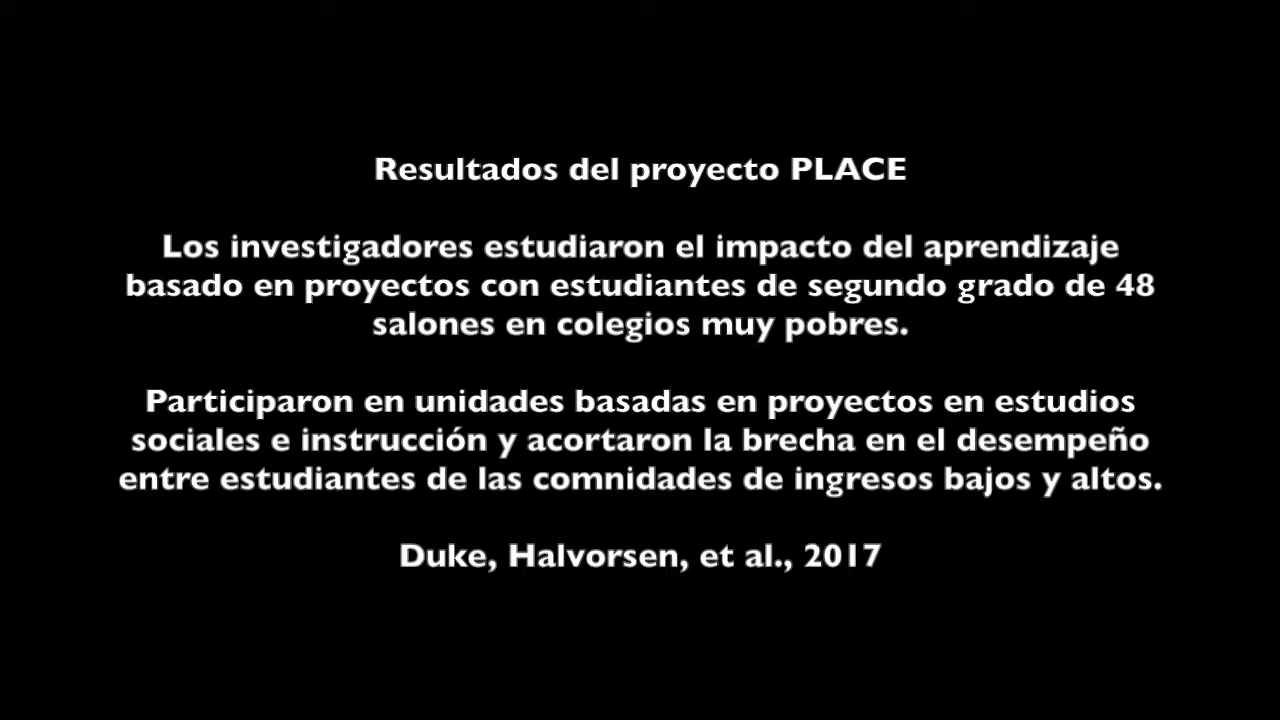 Resultados del proyecto PLACE
Los investigadores estudiaron el impacto del aprendizaje
basado en proyectos con estudiantes de segundo grado de 48
salones en colegios muy pobres.
Participaron en unidades basadas en proyectos en estudios
sociales e instrucción y acortaron la brecha en el desempeño
entre estudiantes de las comnidades de ingresos bajos y altos.
Duke, Halvorsen, et al., 2017